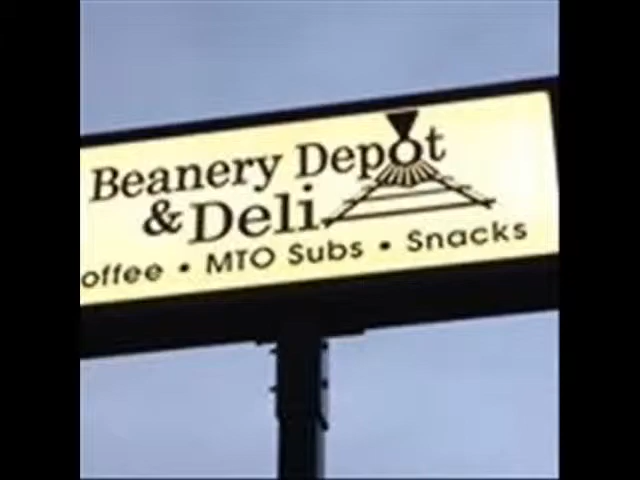 Beanery Depot
& Deli
offee • MTO Subs • Snacks